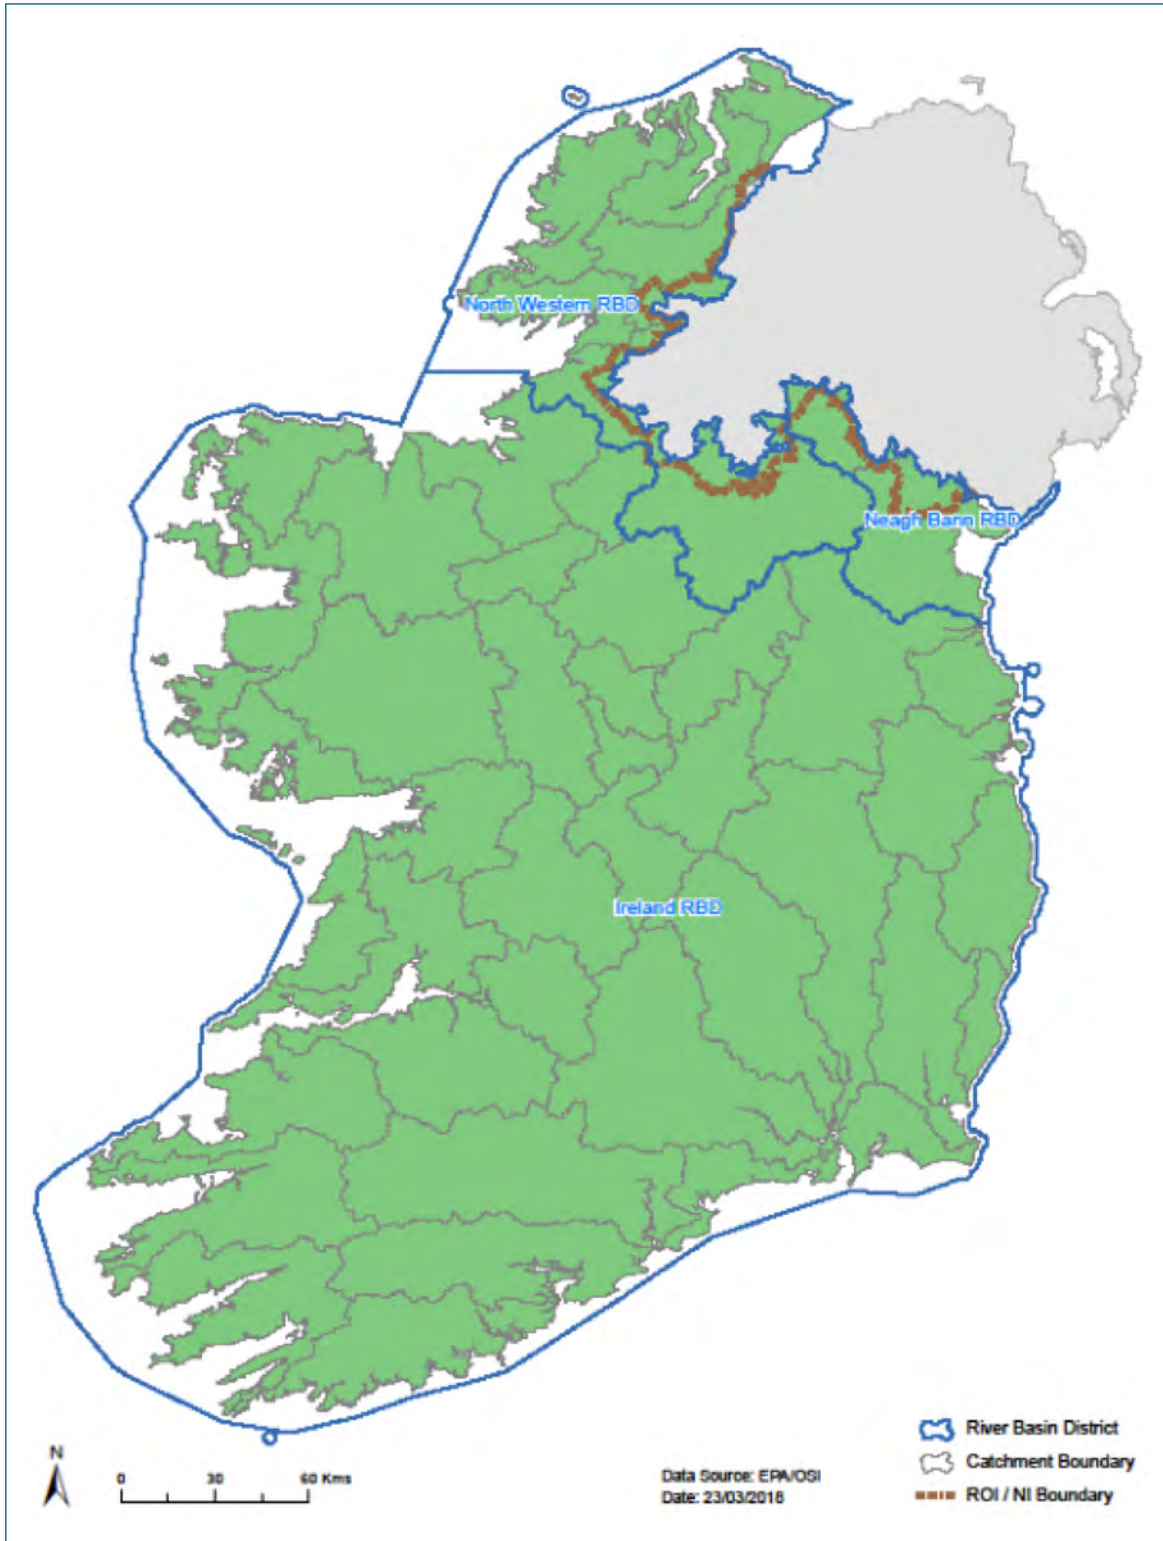 North Western RBD
Neagh Bann RBD
Ireland RBD
River Basin District
Catchment Boundary
ROI / NI Boundary
N
0 30 60 Kms
Data Source: EPA/OSI
Date: 23/03/2018